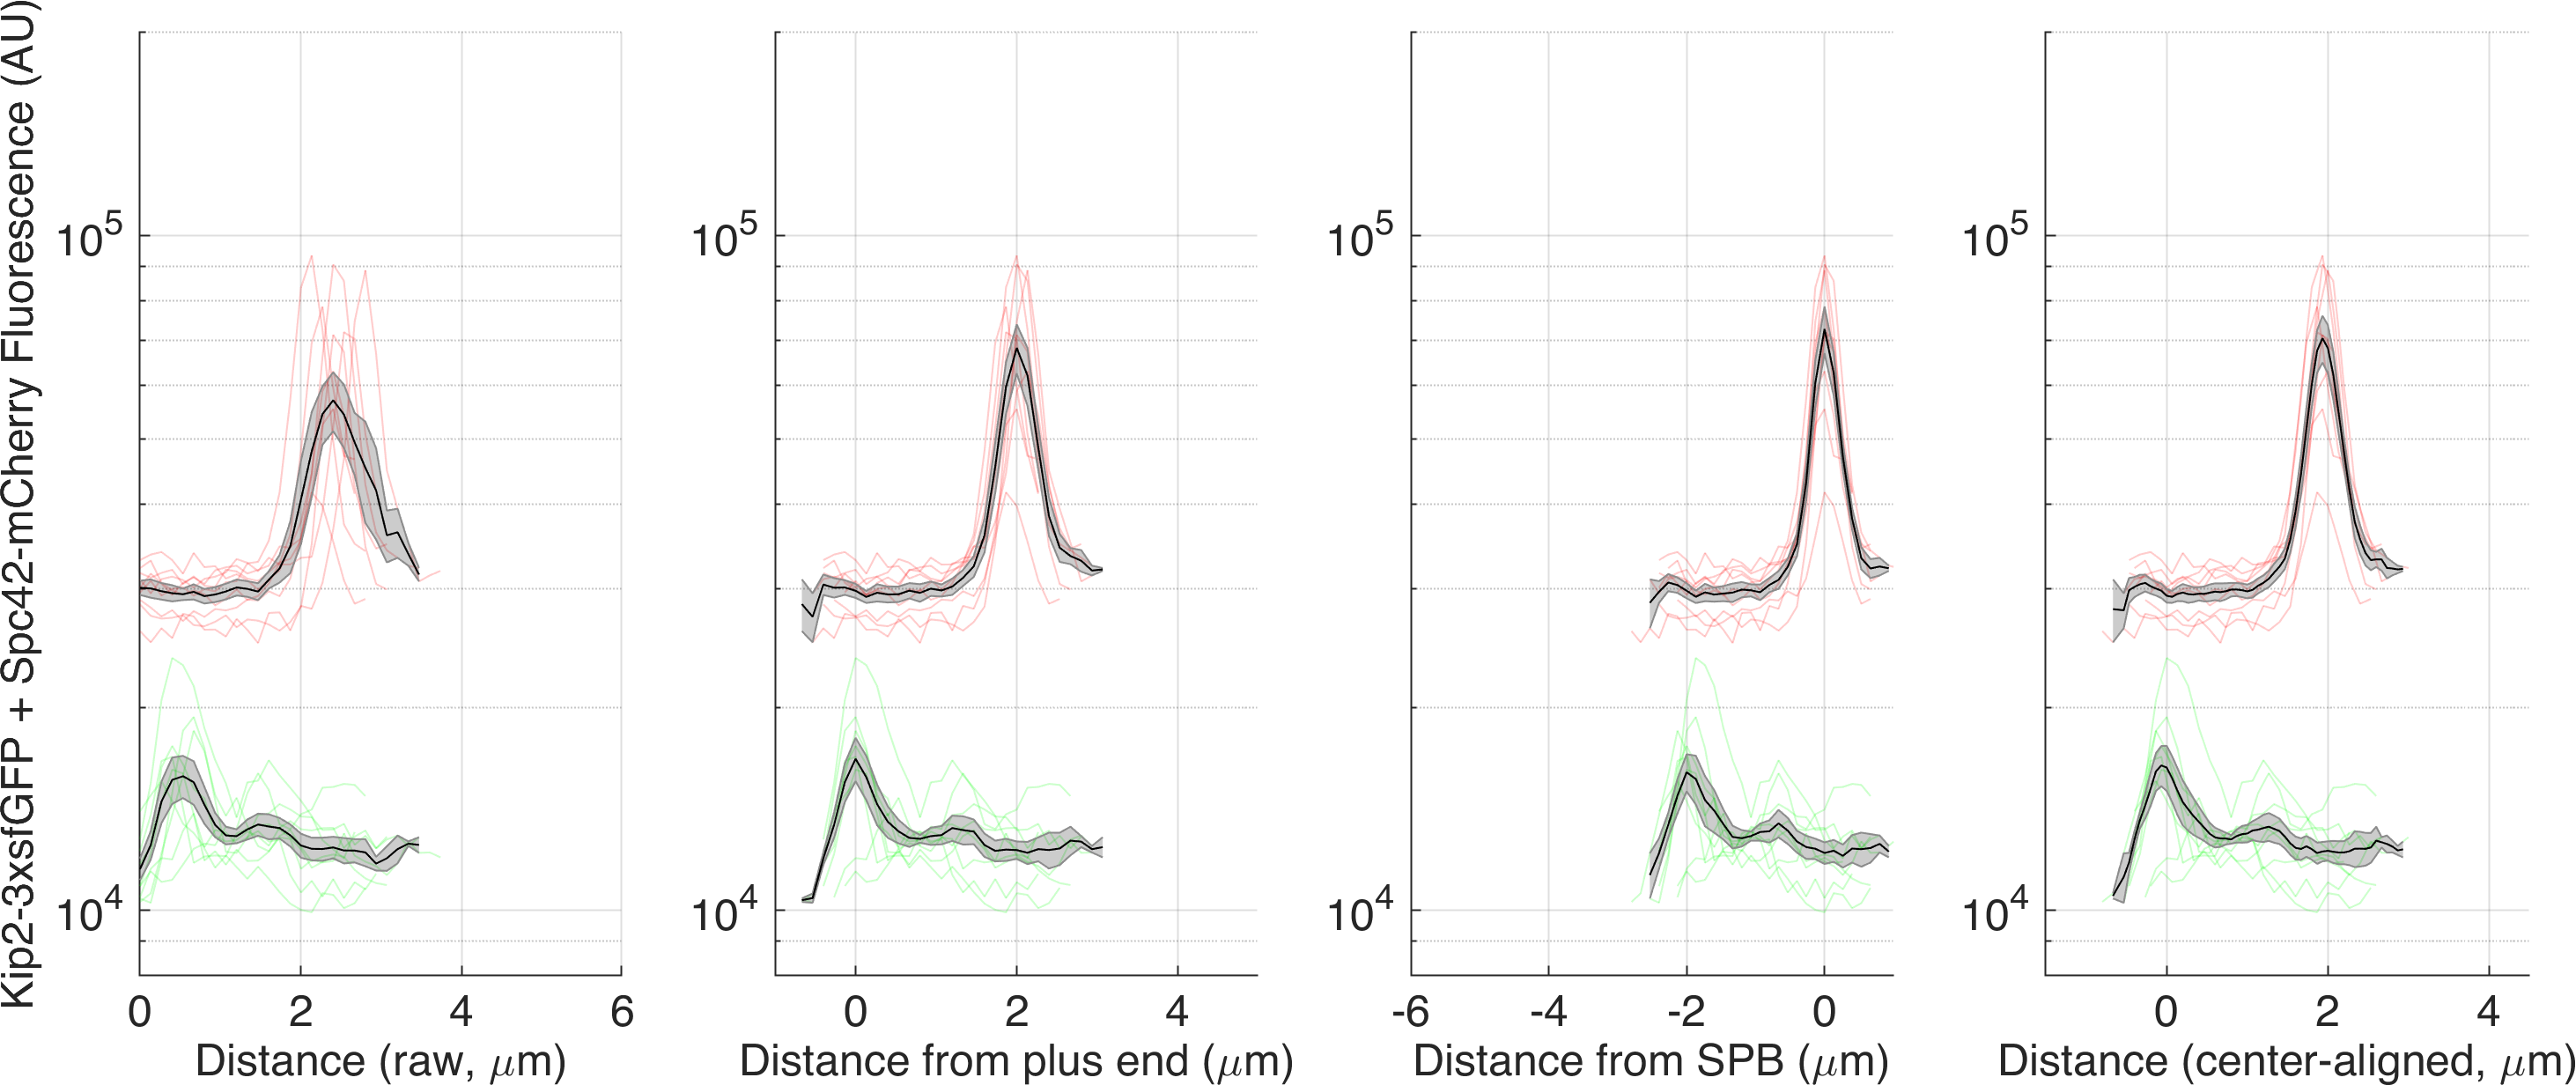 Kip2-3xsfGFP + Spc42-mCherry Fluorescence (AU)
10^5
10^4
0 2 4 6
Distance (raw, μm)
10^5
10^4
0 2 4
Distance from plus end (μm)
10^5
10^4
-6 -4 -2 0
Distance from SPB (μm)
10^5
10^4
0 2 4
Distance (center-aligned, μm)